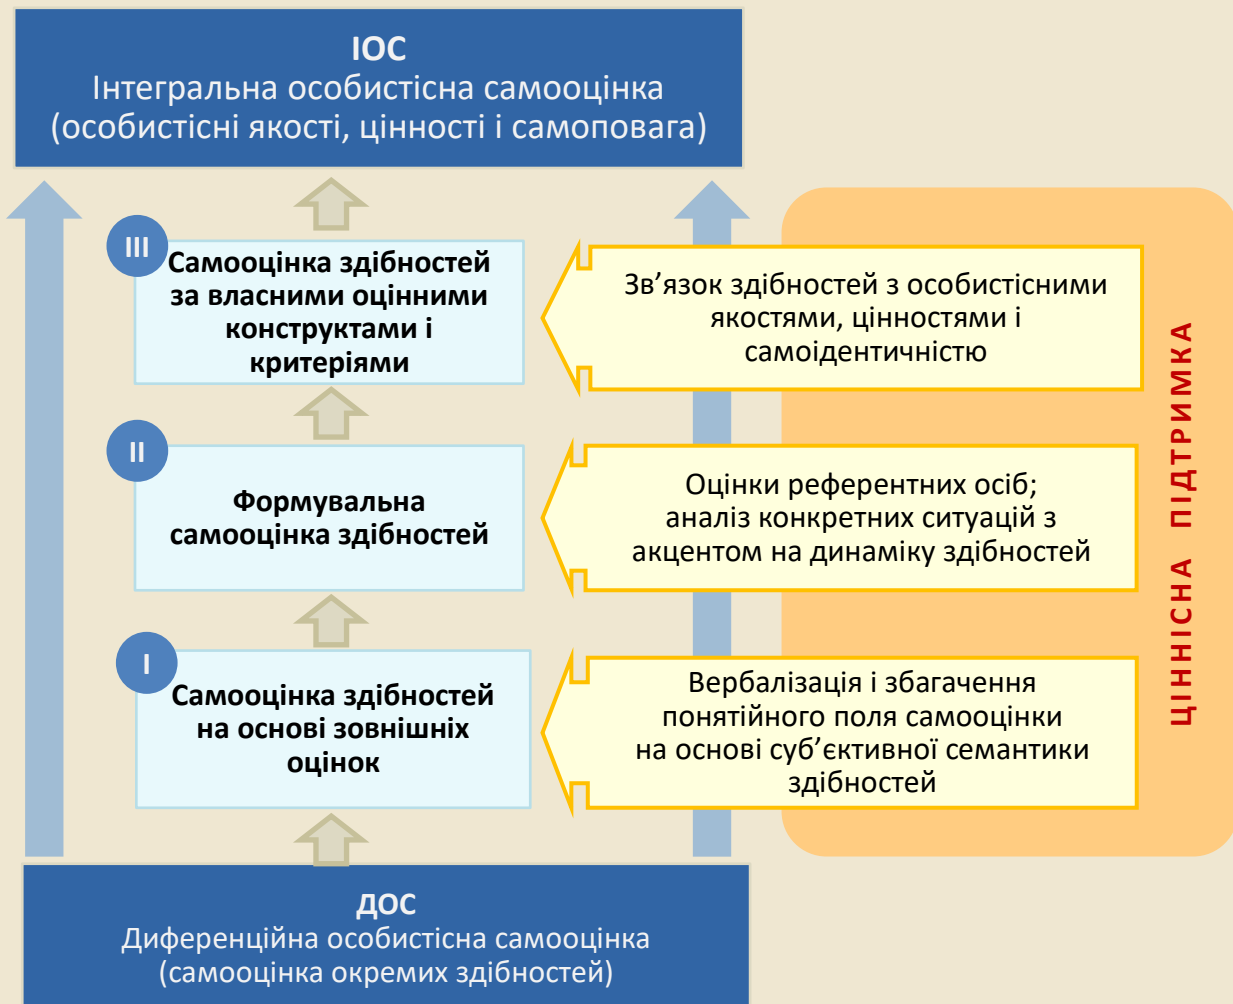 ІОС
Інтегральна особистісна самооцінка
(особистісні якості, цінності і самоповага)
III
Самооцінка здібностей
за власними оцінними
конструктами і
критеріями
Зв’язок здібностей з особистісними
якостями, цінностями і
самоідентичністю
II
Формувальна
самооцінка здібностей
Оцінки референтних осіб;
аналіз конкретних ситуацій з
акцентом на динаміку здібностей
I
Самооцінка здібностей
на основі зовнішніх
оцінок
Вербалізація і збагачення
понятійного поля самооцінки
на основі суб’єктивної семантики
здібностей
ЦІННІСНА ПІДТРИМКА
ДОС
Диференційна особистісна самооцінка
(самооцінка окремих здібностей)